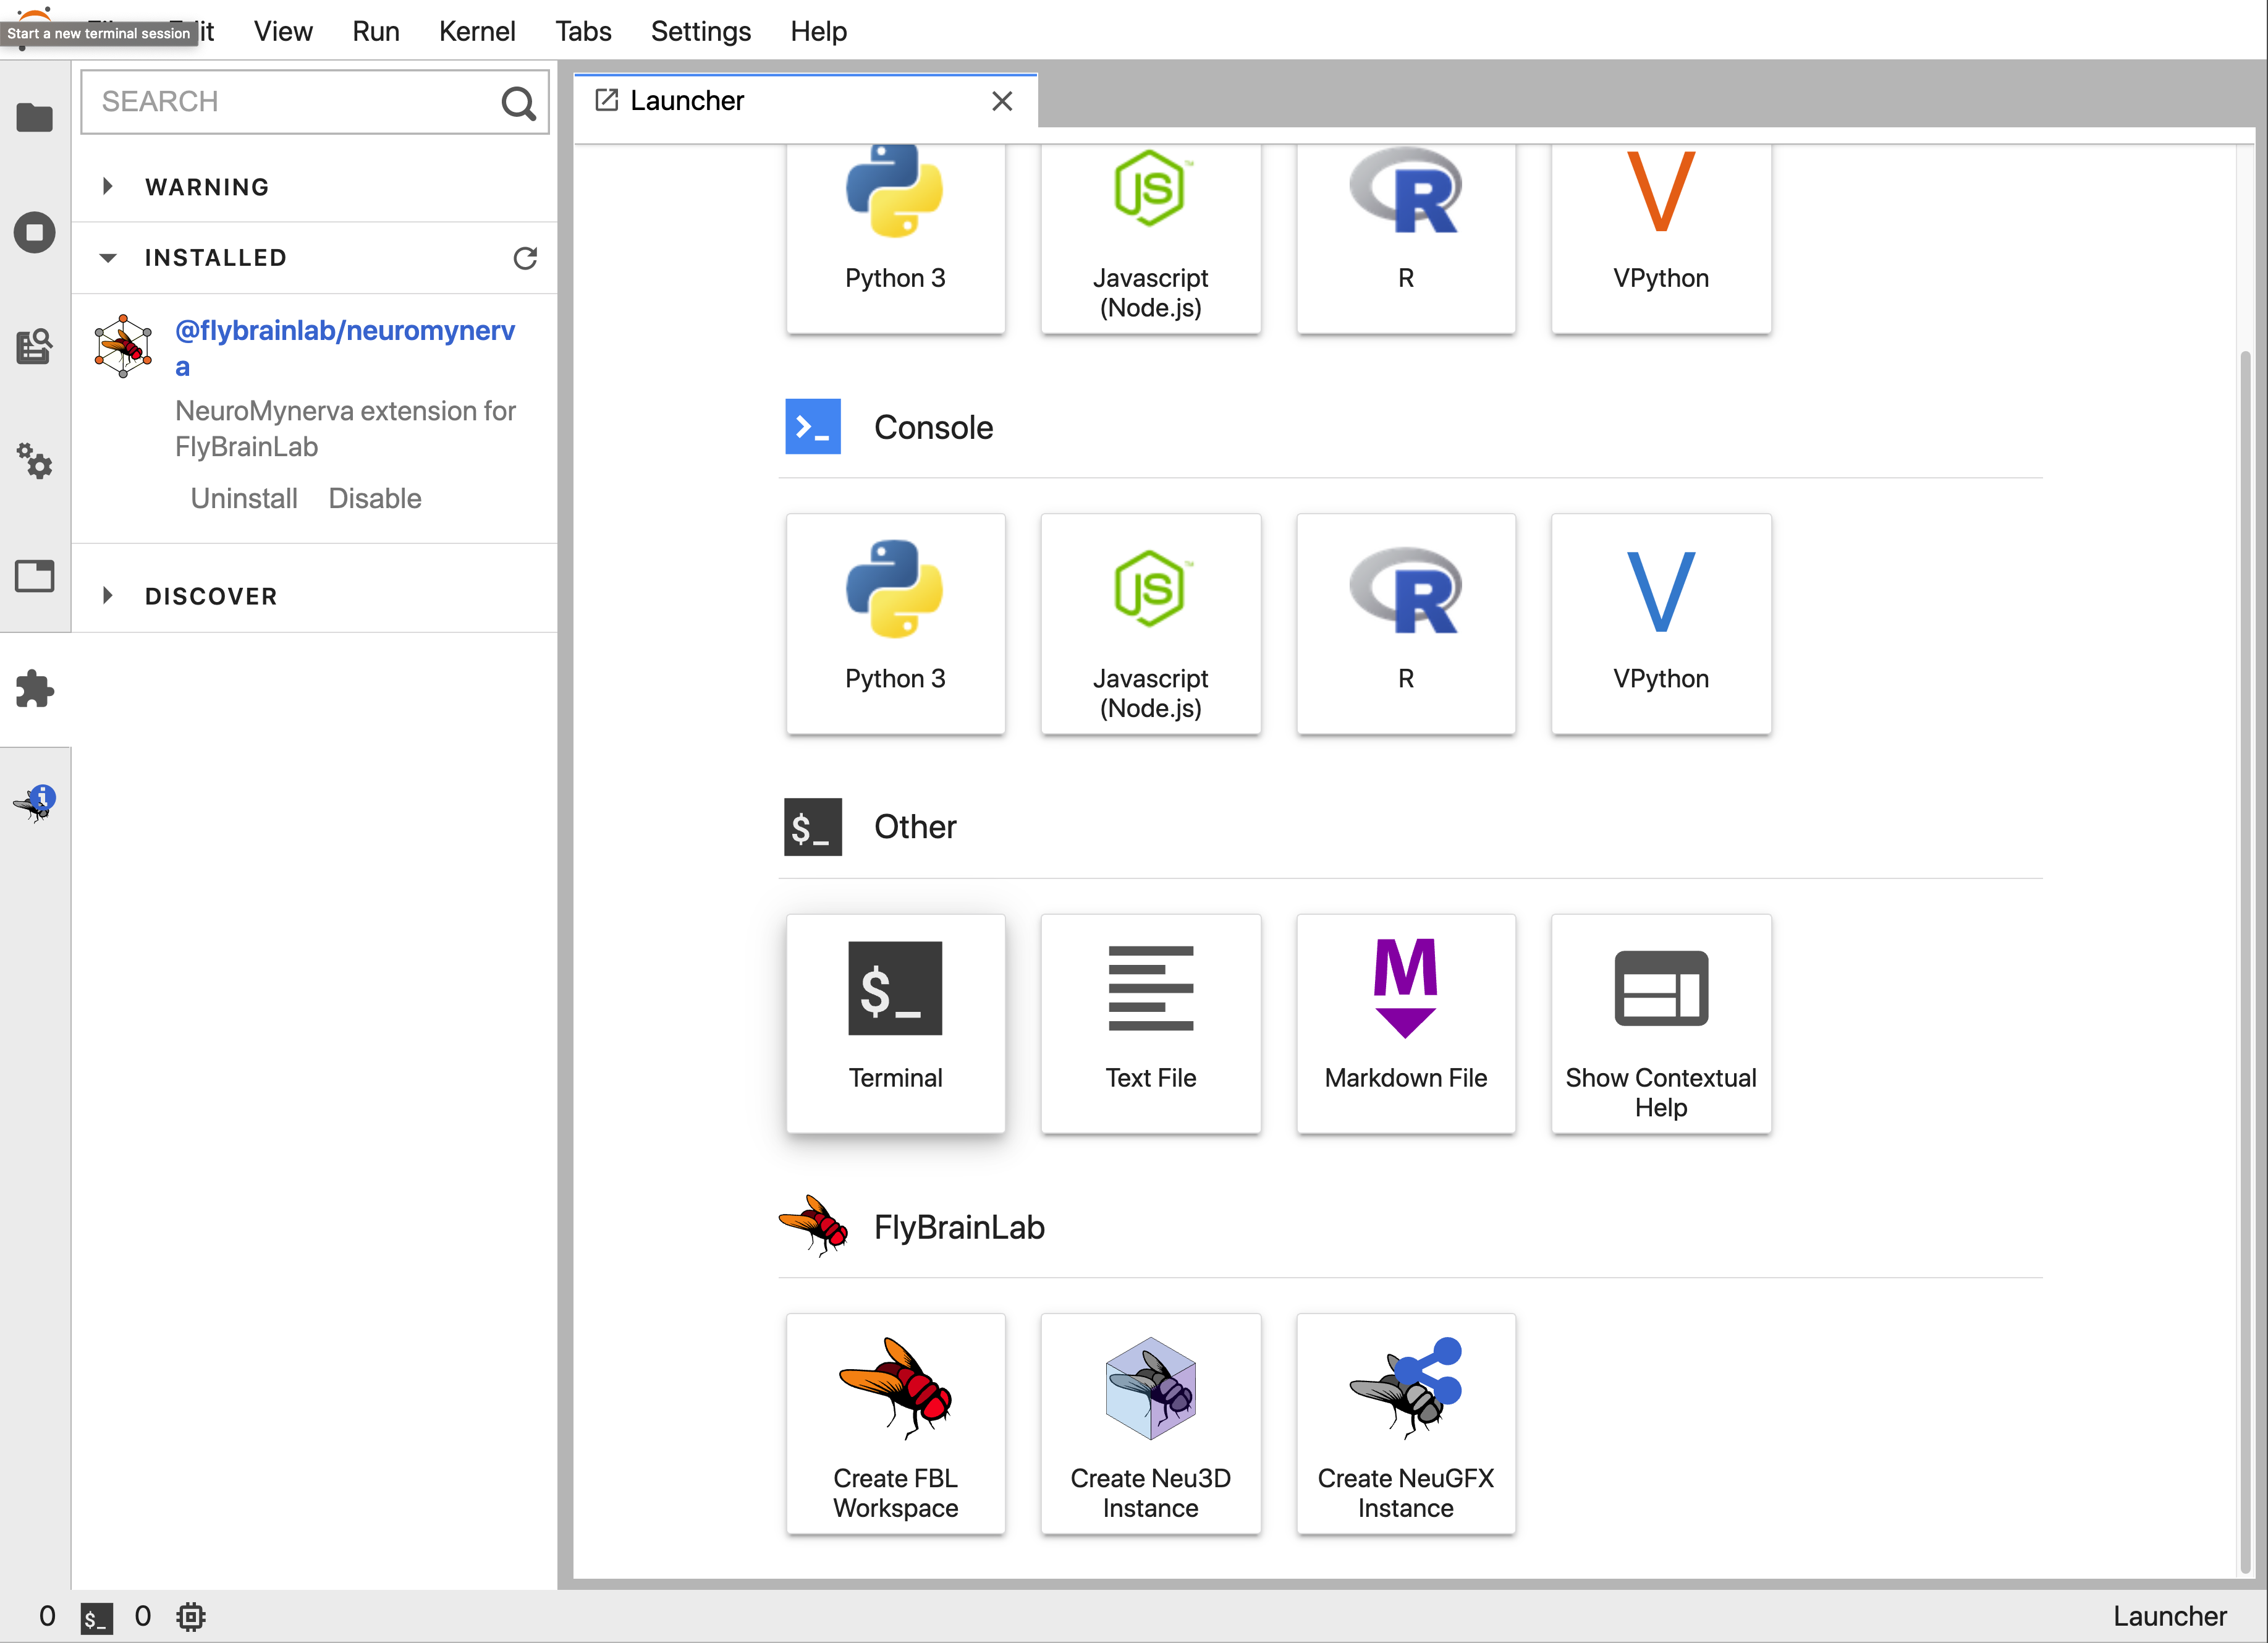 Start a new terminal session
it
View
Run
Kernel
Tabs
Settings
Help
SEARCH
Launcher
WARNING
INSTALLED
@flybrainlab/neuromynerv
a
NeuroMynerva extension for
FlyBrainLab
Uninstall
Disable
DISCOVER
Python 3
Javascript
(Node.js)
R
VPython
Console
Python 3
Javascript
(Node.js)
R
VPython
$_
Other
$_
Terminal
Text File
M
Markdown File
Show Contextual
Help
FlyBrainLab
Create FBL
Workspace
Create Neu3D
Instance
Create NeuGFX
Instance
0
$_
0
Launcher